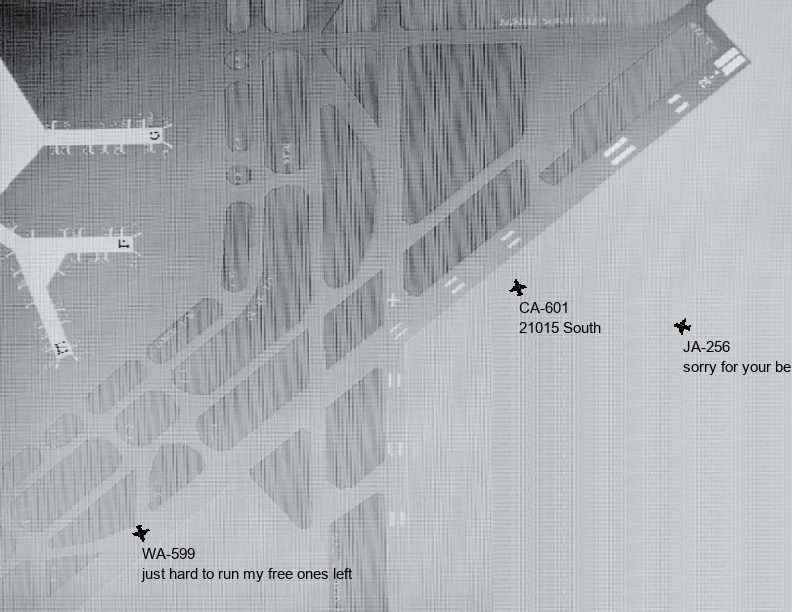 G
F
CA-601
21015 South
JA-256
sorry for your be
E
WA-599
just hard to run my free ones left